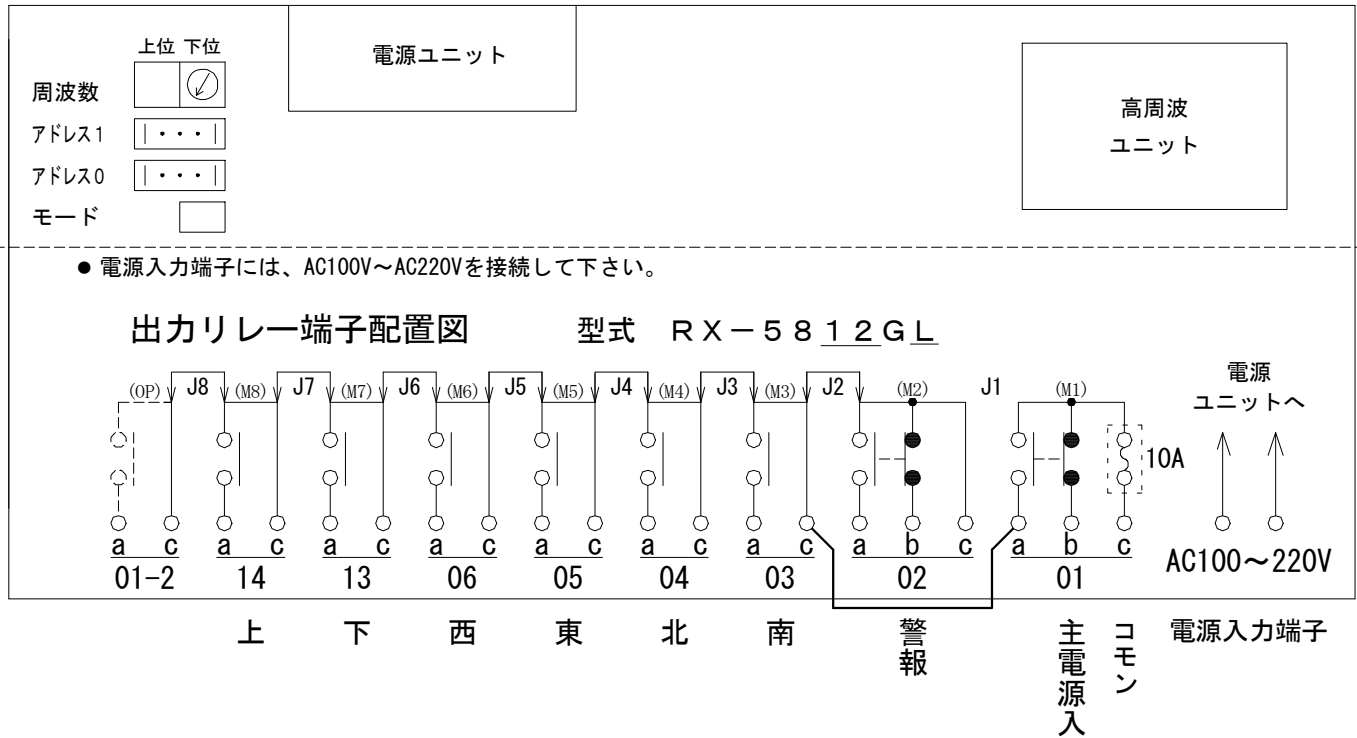 上位 下位
周波数
アドレス1
アドレス0
モード
電源ユニット
高周波
ユニット
● 電源入力端子には、AC100V～AC220Vを接続して下さい。
出力リレー端子配置図 型式 RX－5812GL
(OP) J8 (M8) J7 (M7) J6 (M6) J5 (M5) J4 (M4) J3 (M3) J2 (M2) J1 (M1)
電源
ユニットへ
10A
a c a c a c a c a c a c a c a b c a b c
01-2 14 13 06 05 04 03 02 01
AC100～220V
上 下 西 東 北 南 警報 主電源入 コモン 電源入力端子